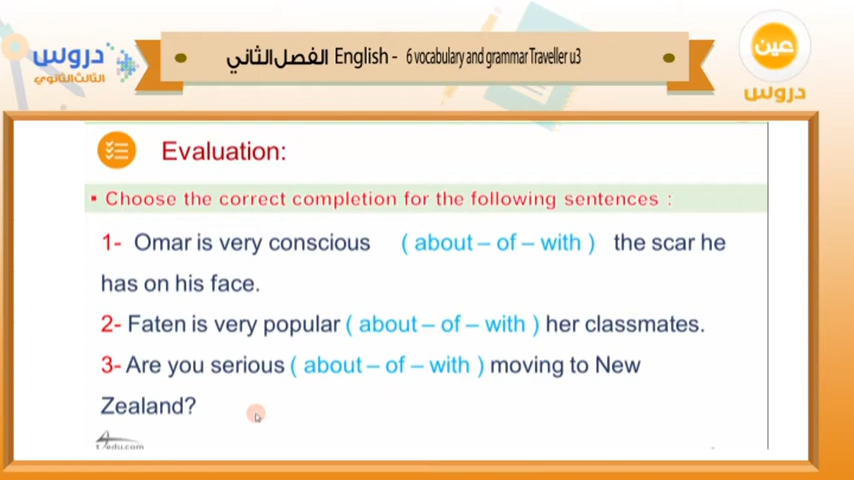 دروس
الثالث الثانوي
English - 6 vocabulary and grammar Traveller u3 الفصل الثاني
عين
دروس
Evaluation:
▪ Choose the correct completion for the following sentences :
1- Omar is very conscious ( about – of – with ) the scar he
has on his face.
2- Faten is very popular ( about – of – with ) her classmates.
3- Are you serious ( about – of – with ) moving to New
Zealand?